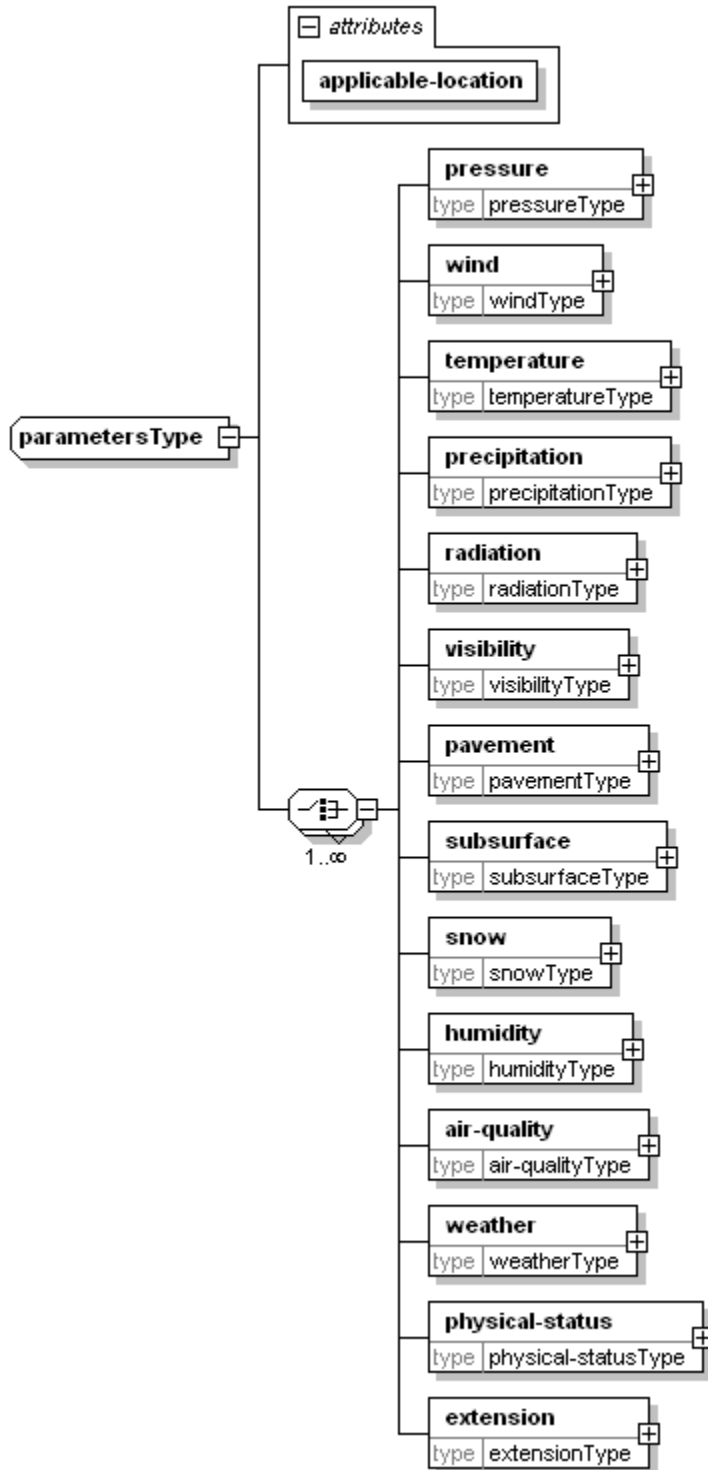 attributes
applicable-location
pressure
type pressureType
wind
type windType
temperature
type temperatureType
parametersType
precipitation
type precipitationType
radiation
type radiationType
visibility
type visibilityType
pavement
type pavementType
1..∞
subsurface
type subsurfaceType
snow
type snowType
humidity
type humidityType
air-quality
type air-qualityType
weather
type weatherType
physical-status
type physical-statusType
extension
type extensionType